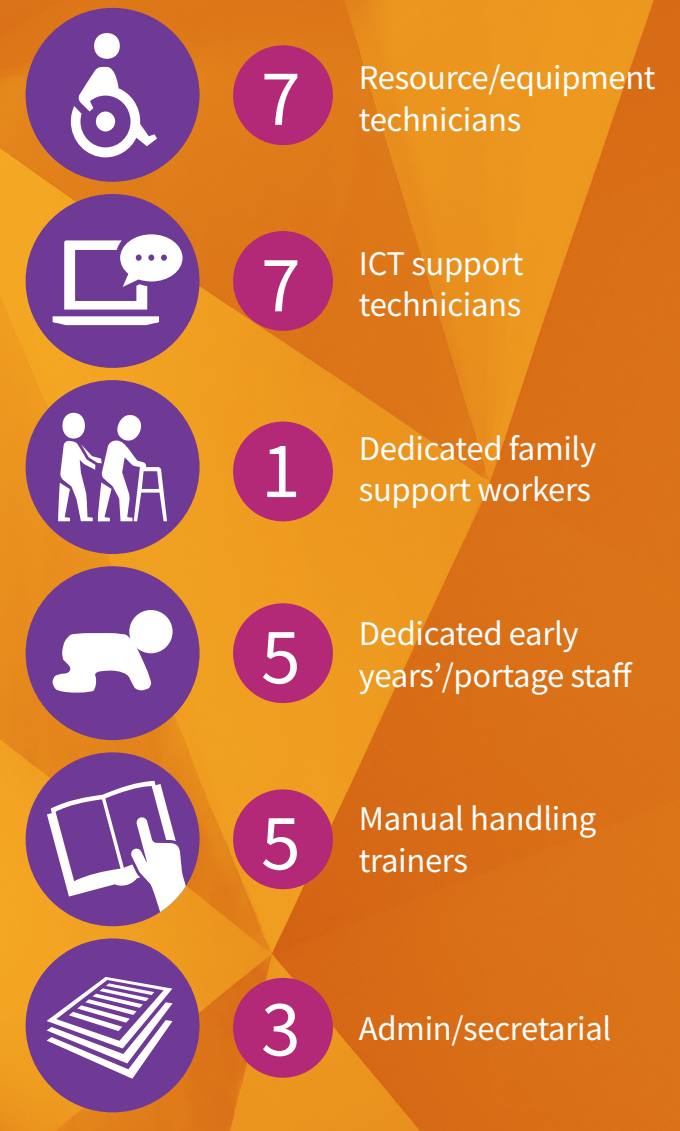 7
Resource/equipment
technicians
7
ICT support
technicians
1
Dedicated family
support workers
5
Dedicated early
years’/portage staff
5
Manual handling
trainers
3
Admin/secretarial